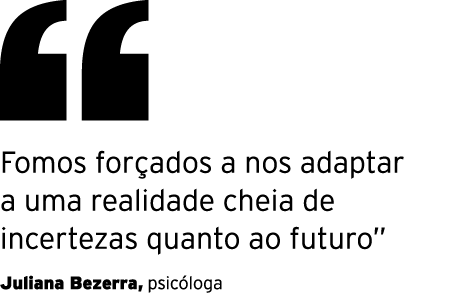 “
Fomos forçados a nos adaptar
a uma realidade cheia de
incertezas quanto ao futuro”
Juliana Bezerra, psicóloga